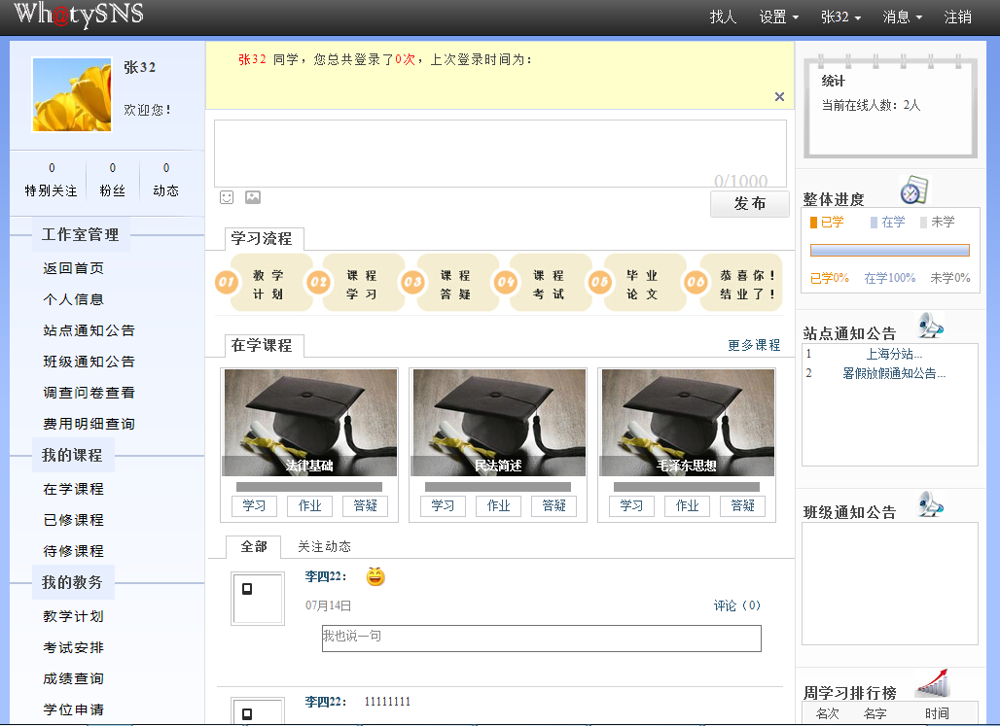 Wh@tySNS
找人 设置 张32 消息 注销
张32
欢迎您！
0 0 0
特别关注 粉丝 动态
工作室管理
返回首页
个人信息
站点通知公告
班级通知公告
调查问卷查看
费用明细查询
我的课程
在学课程
已修课程
待修课程
我的教务
教学计划
考试安排
成绩查询
学位申请
张32 同学，您总共登录了0次，上次登录时间为：
×
0/1000
发布
学习流程
01 教学计划
02 课程学习
03 课程答疑
04 课程考试
05 毕业论文
06 恭喜你！结业了！
在学课程 更多课程
法律基础 民法简述 毛泽东思想
学习 作业 答疑 学习 作业 答疑 学习 作业 答疑
全部 关注动态
李四22：
07月14日 评论（0）
我也说一句
李四22： 11111111
统计
当前在线人数：2人
整体进度
已学 在学 未学
已学0% 在学100% 未学0%
站点通知公告
1 上海分站...
2 署假放假通知公告...
班级通知公告
周学习排行榜
名次 名字 时间